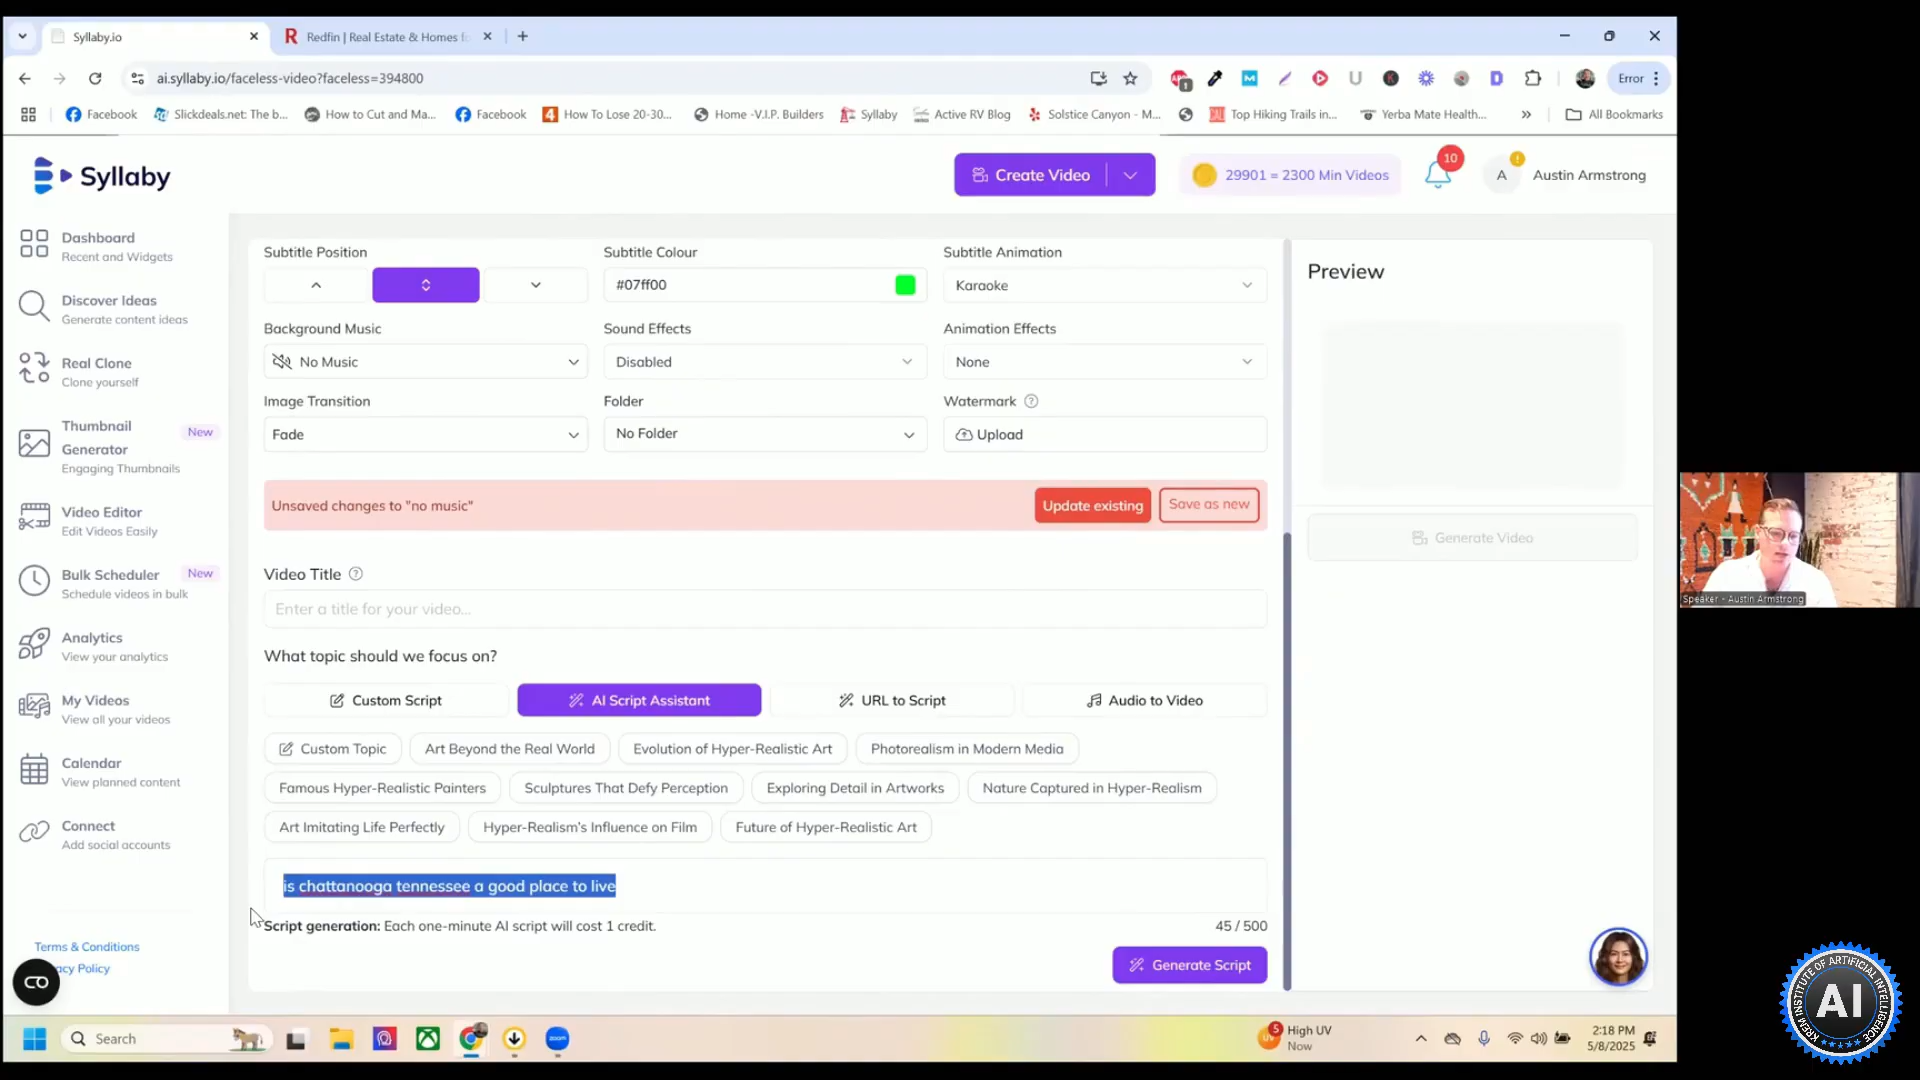 Syllaby.io
Redfin | Real Estate & Homes fo
ai.syllaby.io/faceless-video?faceless=394800
Error
Facebook
Slickdeals.net: The b...
How to Cut and Ma...
Facebook
How To Lose 20-30...
Home -V.I.P. Builders
Syllaby
Active RV Blog
Solstice Canyon - M...
Top Hiking Trails in...
Yerba Mate Health...
All Bookmarks
Syllaby
Create Video
29901 = 2300 Min Videos
10
A
Austin Armstrong
Dashboard
Recent and Widgets
Discover Ideas
Generate content ideas
Real Clone
Clone yourself
Thumbnail
Generator
New
Engaging Thumbnails
Video Editor
Edit Videos Easily
Bulk Scheduler
New
Schedule videos in bulk
Analytics
View your analytics
My Videos
View all your videos
Calendar
View planned content
Connect
Add social accounts
Terms & Conditions
acy Policy
Subtitle Position
Subtitle Colour
#07ff00
Subtitle Animation
Karaoke
Background Music
No Music
Sound Effects
Disabled
Animation Effects
None
Image Transition
Fade
Folder
No Folder
Watermark
Upload
Unsaved changes to "no music"
Update existing
Save as new
Video Title
Enter a title for your video...
What topic should we focus on?
Custom Script
AI Script Assistant
URL to Script
Audio to Video
Custom Topic
Art Beyond the Real World
Evolution of Hyper-Realistic Art
Photorealism in Modern Media
Famous Hyper-Realistic Painters
Sculptures That Defy Perception
Exploring Detail in Artworks
Nature Captured in Hyper-Realism
Art Imitating Life Perfectly
Hyper-Realism's Influence on Film
Future of Hyper-Realistic Art
is chattanooga tennessee a good place to live
Script generation: Each one-minute AI script will cost 1 credit.
45 / 500
Generate Script
Preview
Generate Video
Speaker - Austin Armstrong
Search
High UV
Now
2:18 PM
5/8/2025
KREM INSTITUTE OF ARTIFICIAL INTELLIGENCE
AI